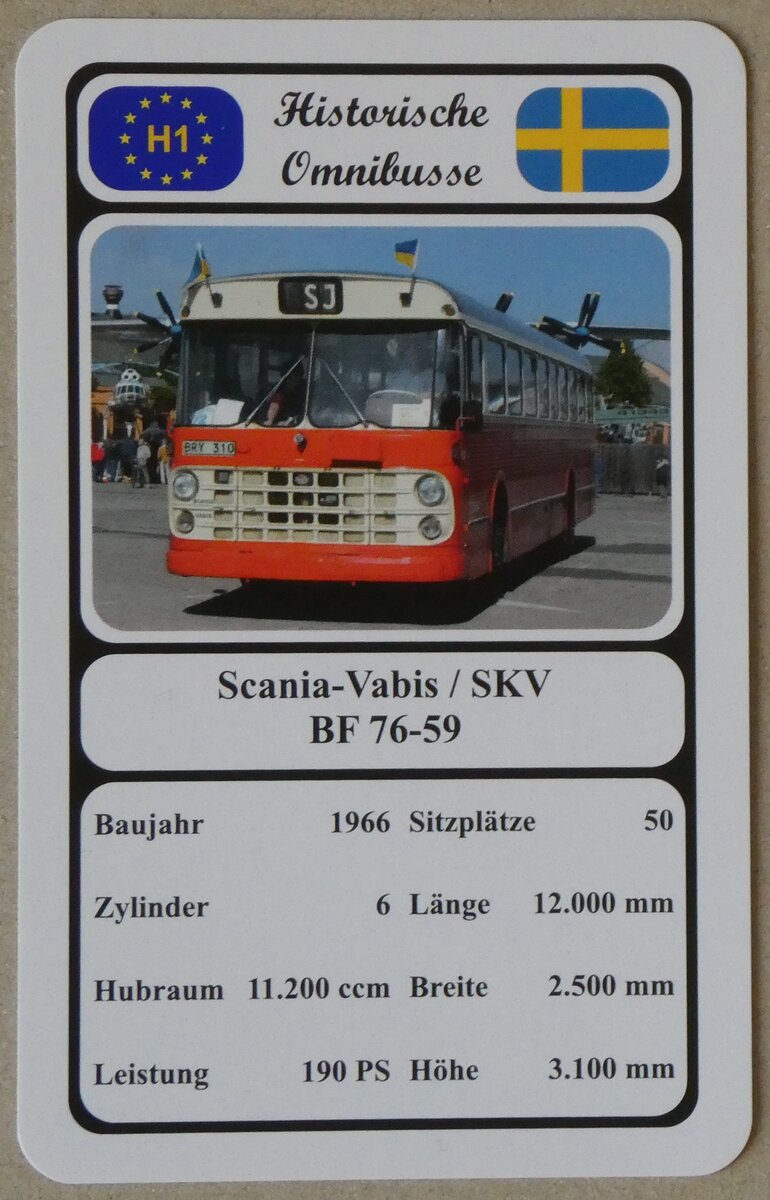 H1
Historische
Omnibusse
SJ
BRY 310
Scania-Vabis / SKV
BF 76-59
Baujahr 1966 Sitzplätze 50
Zylinder 6 Länge 12.000 mm
Hubraum 11.200 ccm Breite 2.500 mm
Leistung 190 PS Höhe 3.100 mm